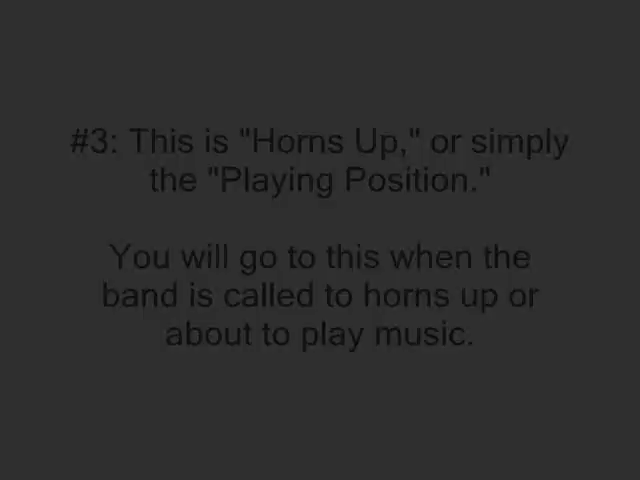 #3: This is "Horns Up," or simply
the "Playing Position."
You will go to this when the
band is called to horns up or
about to play music.